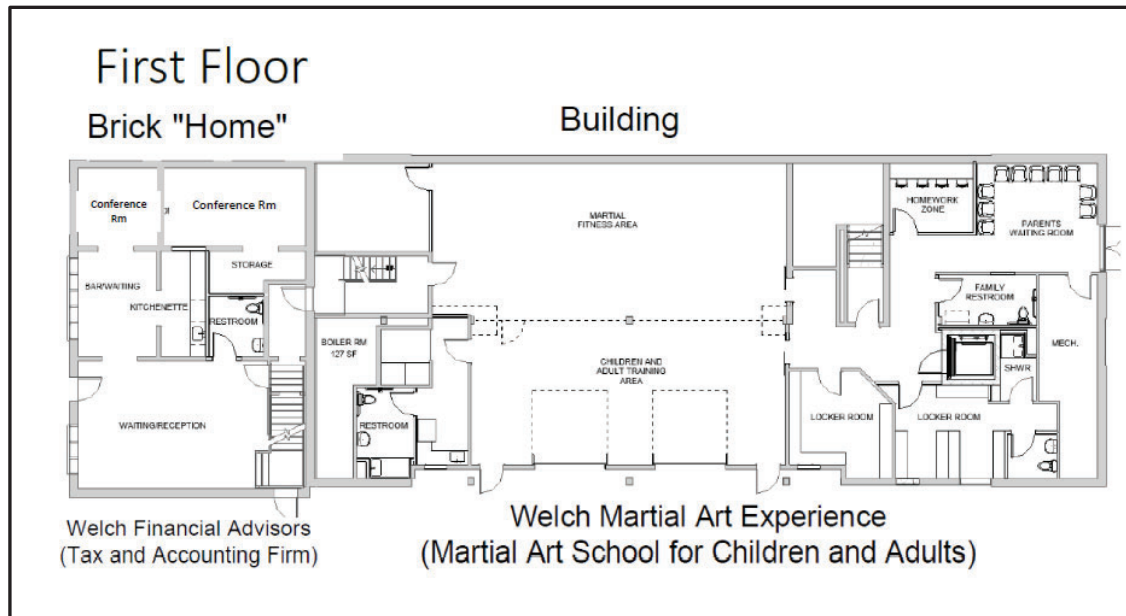 First Floor
Brick "Home"
Building
Conference
Rm
Conference Rm
STORAGE
BAR/WAITING
KITCHENETTE
RESTROOM
WAITING/RECEPTION
BOILER RM
127 SF
RESTROOM
MARTIAL
FITNESS AREA
CHILDREN AND
ADULT TRAINING
AREA
HOMEWORK
ZONE
PARENTS
WAITING ROOM
FAMILY
RESTROOM
MECH.
SHWR
LOCKER ROOM
LOCKER ROOM
Welch Financial Advisors
(Tax and Accounting Firm)
Welch Martial Art Experience
(Martial Art School for Children and Adults)